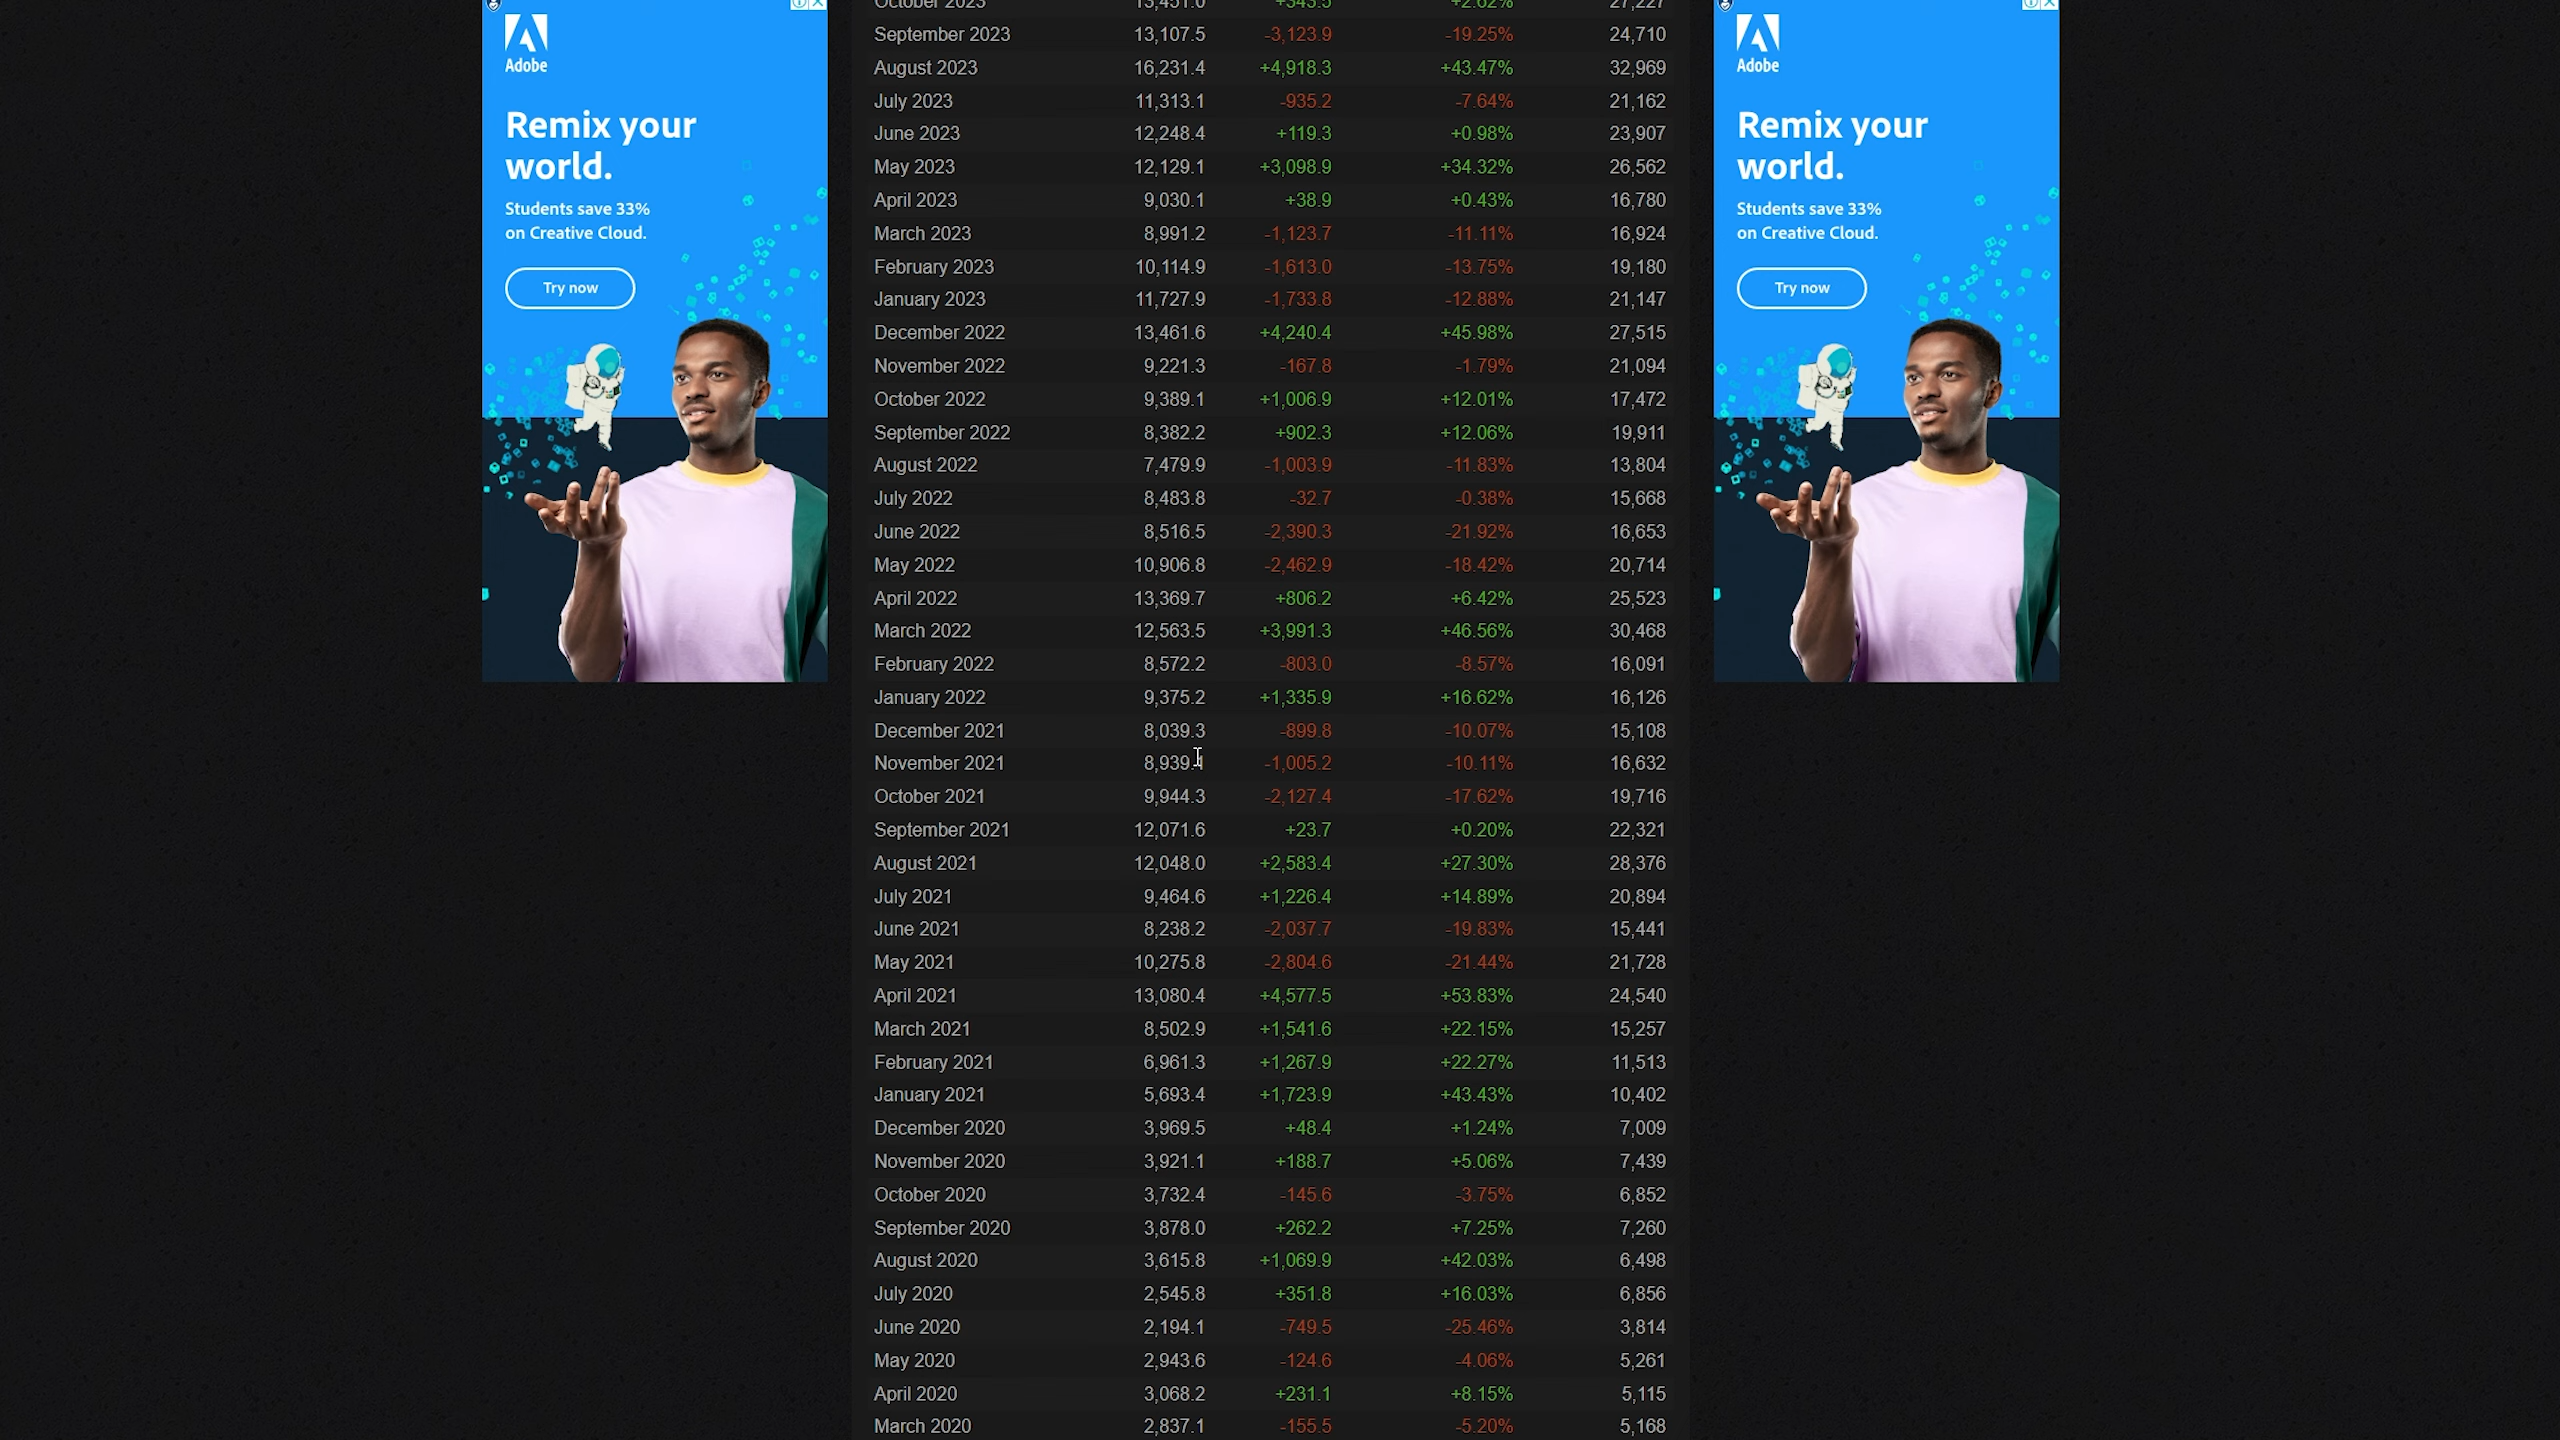 Adobe
Remix your
world.
Students save 33%
on Creative Cloud.
Try now
October 2023 13,451.0 +343.5 +2.62% 27,227
September 2023 13,107.5 -3,123.9 -19.25% 24,710
August 2023 16,231.4 +4,918.3 +43.47% 32,969
July 2023 11,313.1 -935.2 -7.64% 21,162
June 2023 12,248.4 +119.3 +0.98% 23,907
May 2023 12,129.1 +3,098.9 +34.32% 26,562
April 2023 9,030.1 +38.9 +0.43% 16,780
March 2023 8,991.2 -1,123.7 -11.11% 16,924
February 2023 10,114.9 -1,613.0 -13.75% 19,180
January 2023 11,727.9 -1,733.8 -12.88% 21,147
December 2022 13,461.6 +4,240.4 +45.98% 27,515
November 2022 9,221.3 -167.8 -1.79% 21,094
October 2022 9,389.1 +1,006.9 +12.01% 17,472
September 2022 8,382.2 +902.3 +12.06% 19,911
August 2022 7,479.9 -1,003.9 -11.83% 13,804
July 2022 8,483.8 -32.7 -0.38% 15,668
June 2022 8,516.5 -2,390.3 -21.92% 16,653
May 2022 10,906.8 -2,462.9 -18.42% 20,714
April 2022 13,369.7 +806.2 +6.42% 25,523
March 2022 12,563.5 +3,991.3 +46.56% 30,468
February 2022 8,572.2 -803.0 -8.57% 16,091
January 2022 9,375.2 +1,335.9 +16.62% 16,126
December 2021 8,039.3 -899.8 -10.07% 15,108
November 2021 8,939.1 -1,005.2 -10.11% 16,632
October 2021 9,944.3 -2,127.4 -17.62% 19,716
September 2021 12,071.6 +23.7 +0.20% 22,321
August 2021 12,048.0 +2,583.4 +27.30% 28,376
July 2021 9,464.6 +1,226.4 +14.89% 20,894
June 2021 8,238.2 -2,037.7 -19.83% 15,441
May 2021 10,275.8 -2,804.6 -21.44% 21,728
April 2021 13,080.4 +4,577.5 +53.83% 24,540
March 2021 8,502.9 +1,541.6 +22.15% 15,257
February 2021 6,961.3 +1,267.9 +22.27% 11,513
January 2021 5,693.4 +1,723.9 +43.43% 10,402
December 2020 3,969.5 +48.4 +1.24% 7,009
November 2020 3,921.1 +188.7 +5.06% 7,439
October 2020 3,732.4 -145.6 -3.75% 6,852
September 2020 3,878.0 +262.2 +7.25% 7,260
August 2020 3,615.8 +1,069.9 +42.03% 6,498
July 2020 2,545.8 +351.8 +16.03% 6,856
June 2020 2,194.1 -749.5 -25.46% 3,814
May 2020 2,943.6 -124.6 -4.06% 5,261
April 2020 3,068.2 +231.1 +8.15% 5,115
March 2020 2,837.1 -155.5 -5.20% 5,168
Adobe
Remix your
world.
Students save 33%
on Creative Cloud.
Try now